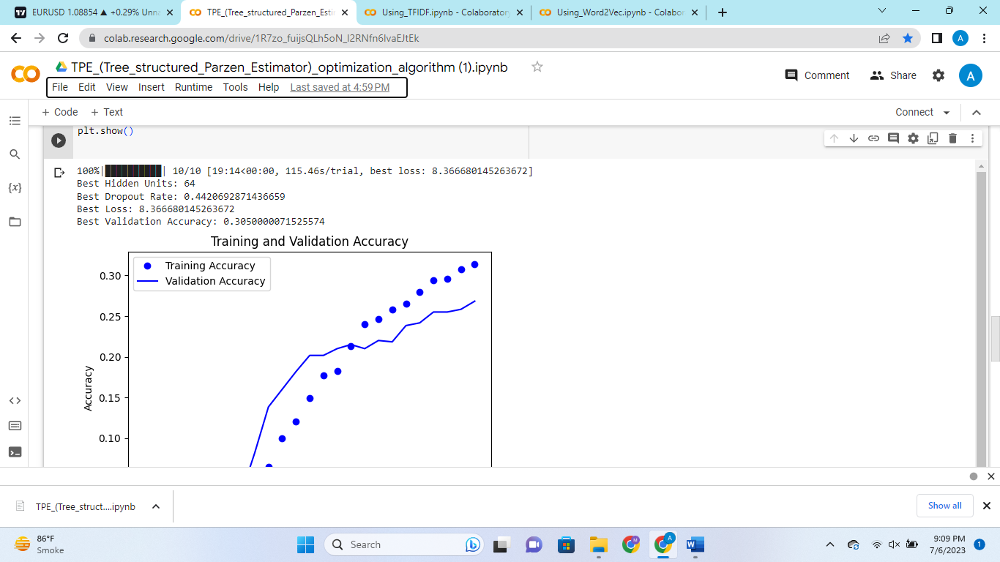 EURUSD 1.08854 ▲ +0.29% Unna
TPE_(Tree_structured_Parzen_Esti
Using_TFIDF.ipynb - Colaboratory
Using_Word2Vec.ipynb - Colabor
colab.research.google.com/drive/1R7zo_fuijsQLh5oN_l2RNfn6lvaEJtEk
A
TPE_(Tree_structured_Parzen_Estimator)_optimization_algorithm (1).ipynb
Comment
Share
A
File Edit View Insert Runtime Tools Help Last saved at 4:59 PM
+ Code + Text
Connect
plt.show()
{x}
100%|██████████| 10/10 [19:14<00:00, 115.46s/trial, best loss: 8.366680145263672]
Best Hidden Units: 64
Best Dropout Rate: 0.4420692871436659
Best Loss: 8.366680145263672
Best Validation Accuracy: 0.3050000071525574
Training and Validation Accuracy
Training Accuracy
Validation Accuracy
0.30
0.25
0.20
0.15
0.10
Accuracy
TPE_(Tree_struct....ipynb
Show all
86°F
Smoke
Search
9:09 PM
7/6/2023
1